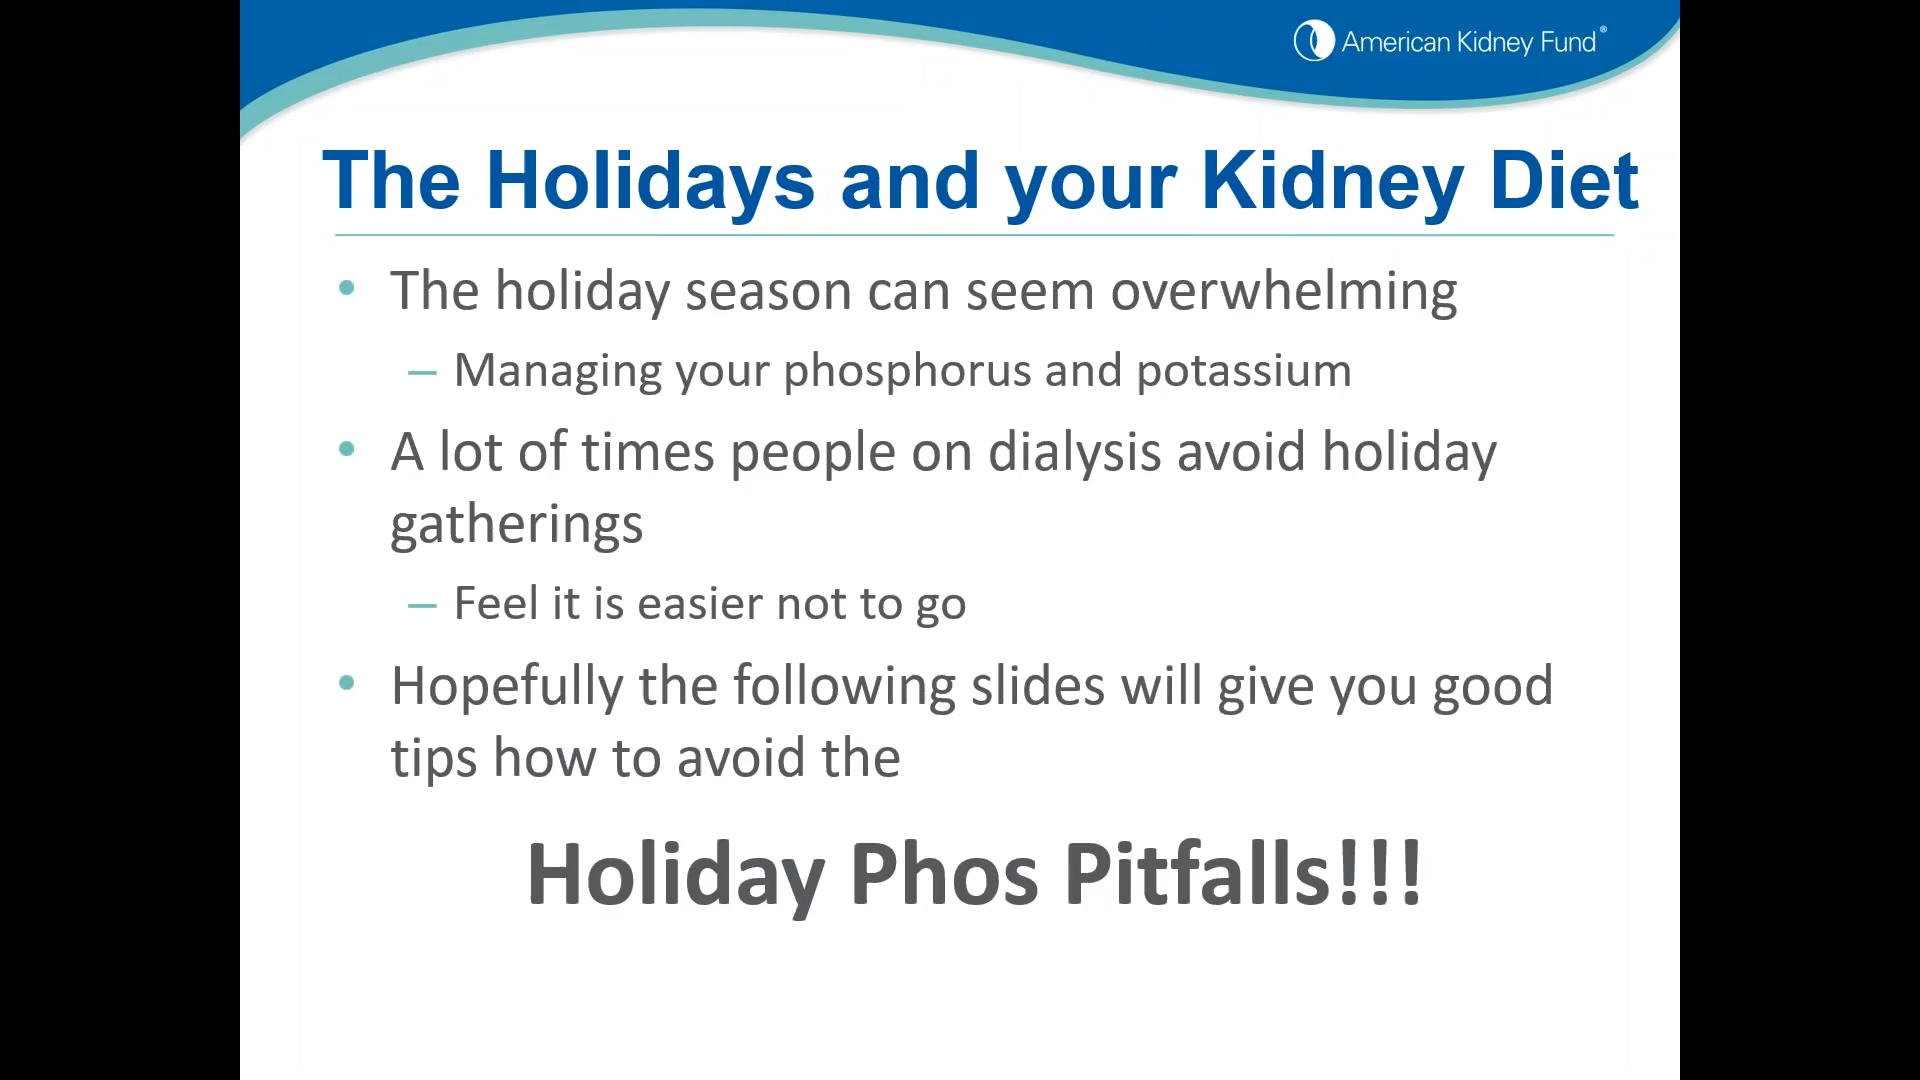 American Kidney Fund®
The Holidays and your Kidney Diet
• The holiday season can seem overwhelming
– Managing your phosphorus and potassium
• A lot of times people on dialysis avoid holiday
gatherings
– Feel it is easier not to go
• Hopefully the following slides will give you good
tips how to avoid the
Holiday Phos Pitfalls!!!